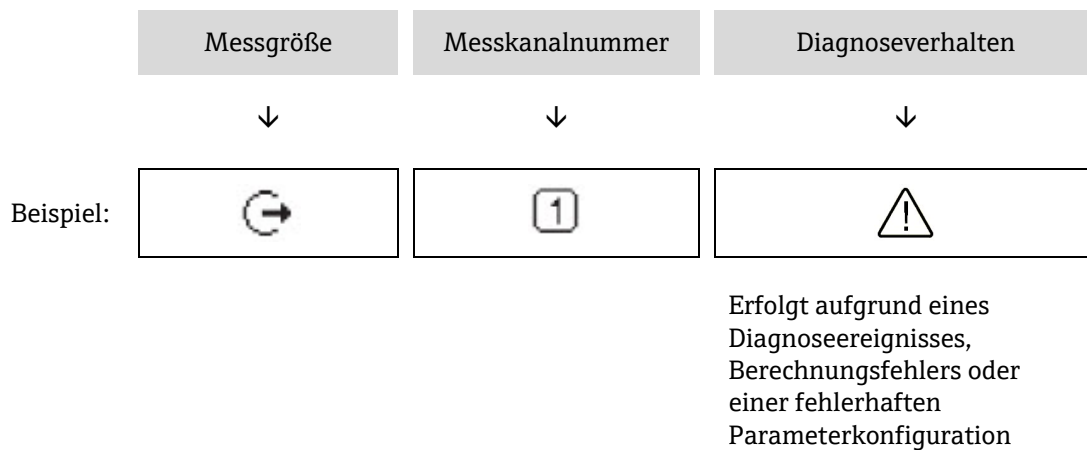 Messgröße Messkanalnummer Diagnoseverhalten
Beispiel: 1 !
Erfolgt aufgrund eines
Diagnoseereignisses,
Berechnungsfehlers oder
einer fehlerhaften
Parameterkonfiguration